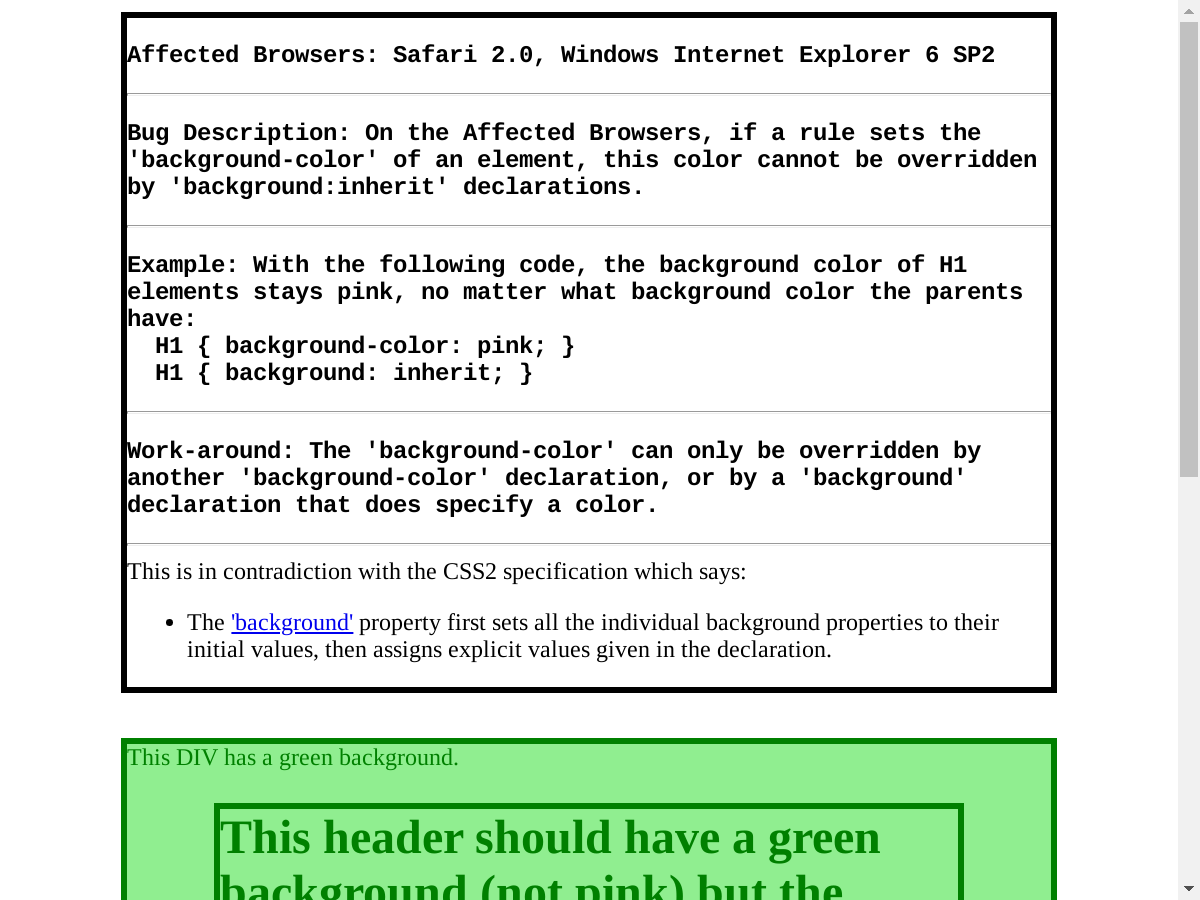 Affected Browsers: Safari 2.0, Windows Internet Explorer 6 SP2
Bug Description: On the Affected Browsers, if a rule sets the
'background-color' of an element, this color cannot be overridden
by 'background:inherit' declarations.
Example: With the following code, the background color of H1
elements stays pink, no matter what background color the parents
have:
  H1 { background-color: pink; }
  H1 { background: inherit; }
Work-around: The 'background-color' can only be overridden by
another 'background-color' declaration, or by a 'background'
declaration that does specify a color.
This is in contradiction with the CSS2 specification which says:
• The 'background' property first sets all the individual background properties to their
initial values, then assigns explicit values given in the declaration.
This DIV has a green background.
This header should have a green
background (not pink) but the